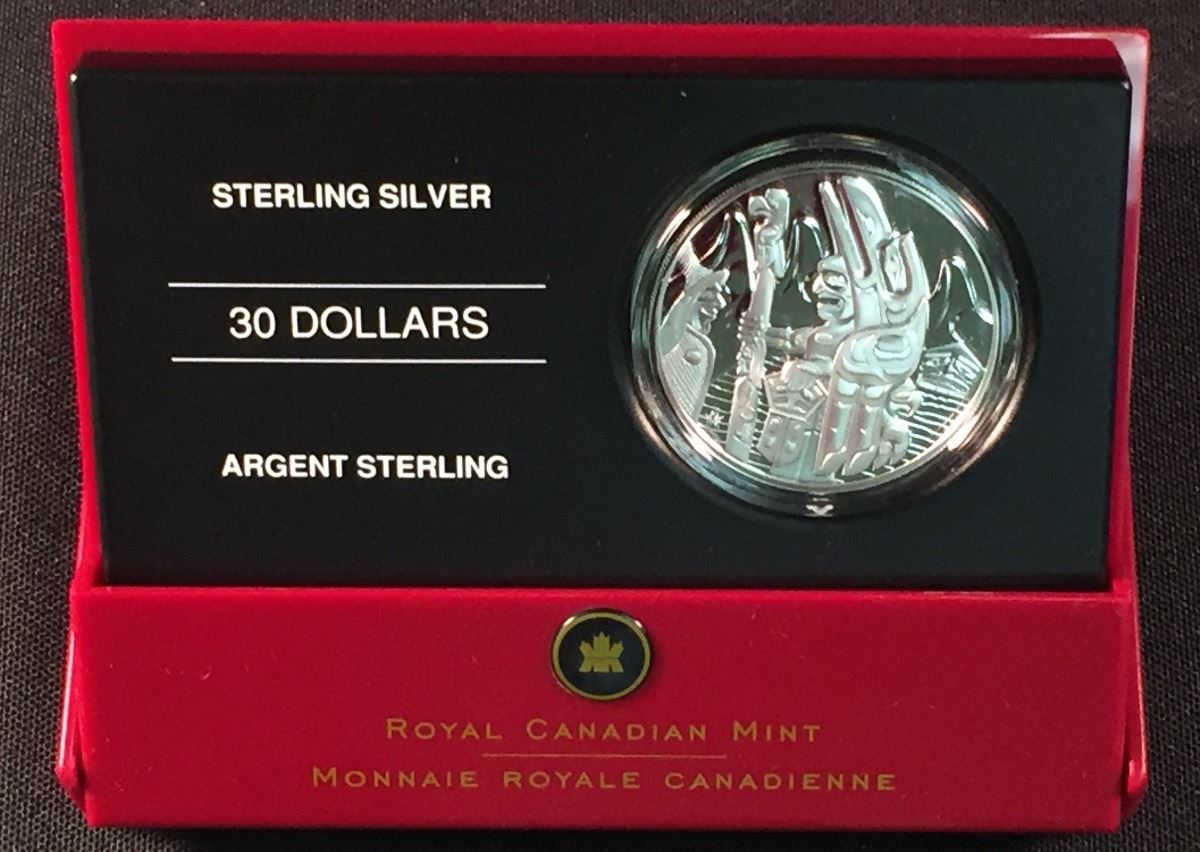 STERLING SILVER
30 DOLLARS
ARGENT STERLING
ROYAL CANADIAN MINT
MONNAIE ROYALE CANADIENNE